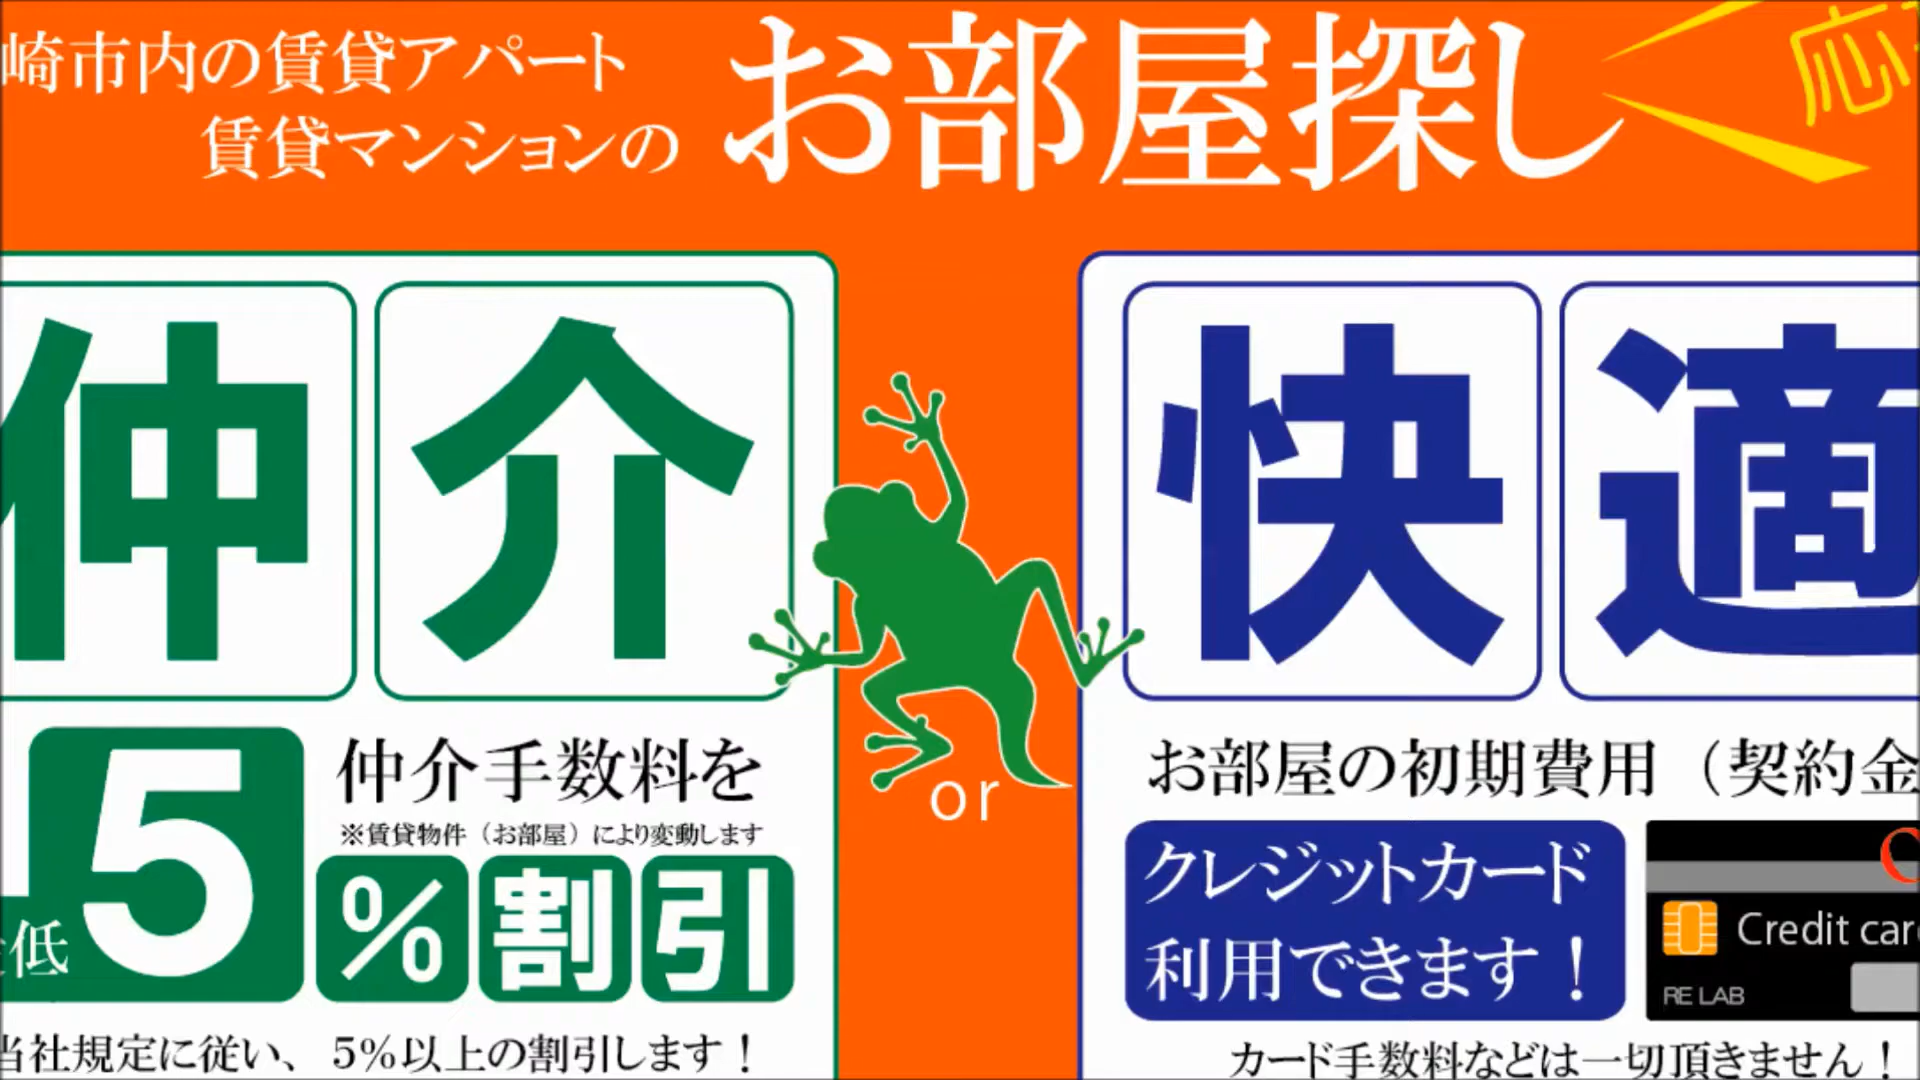 崎市内の賃貸アパート
賃貸マンションの
お部屋探し
応
仲介
快適
仲介手数料を
※賃貸物件（お部屋）により変動します
低
5
%割引
当社規定に従い、5%以上の割引します！
or
お部屋の初期費用（契約金
クレジットカード
利用できます！
Credit card
RE LAB
カード手数料などは一切頂きません！